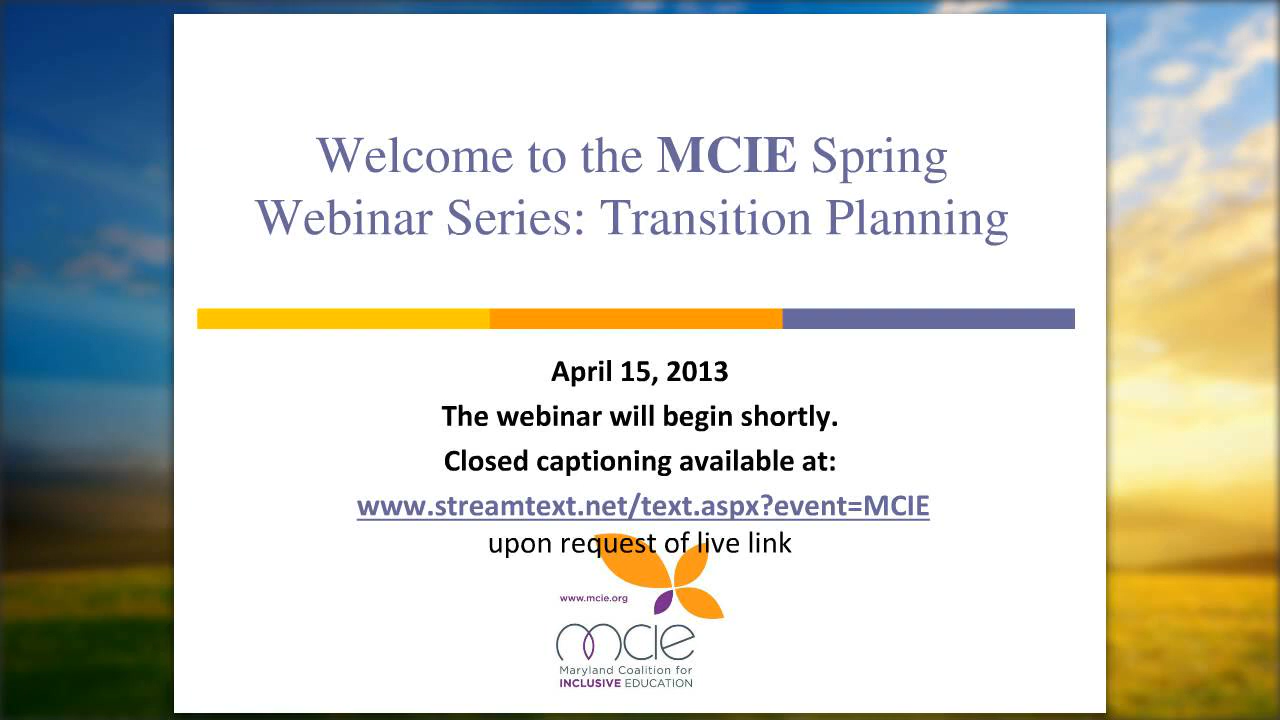 Welcome to the MCIE Spring
Webinar Series: Transition Planning
April 15, 2013
The webinar will begin shortly.
Closed captioning available at:
www.streamtext.net/text.aspx?event=MCIE
upon request of live link
www.mcie.org
mcie
Maryland Coalition for
INCLUSIVE EDUCATION